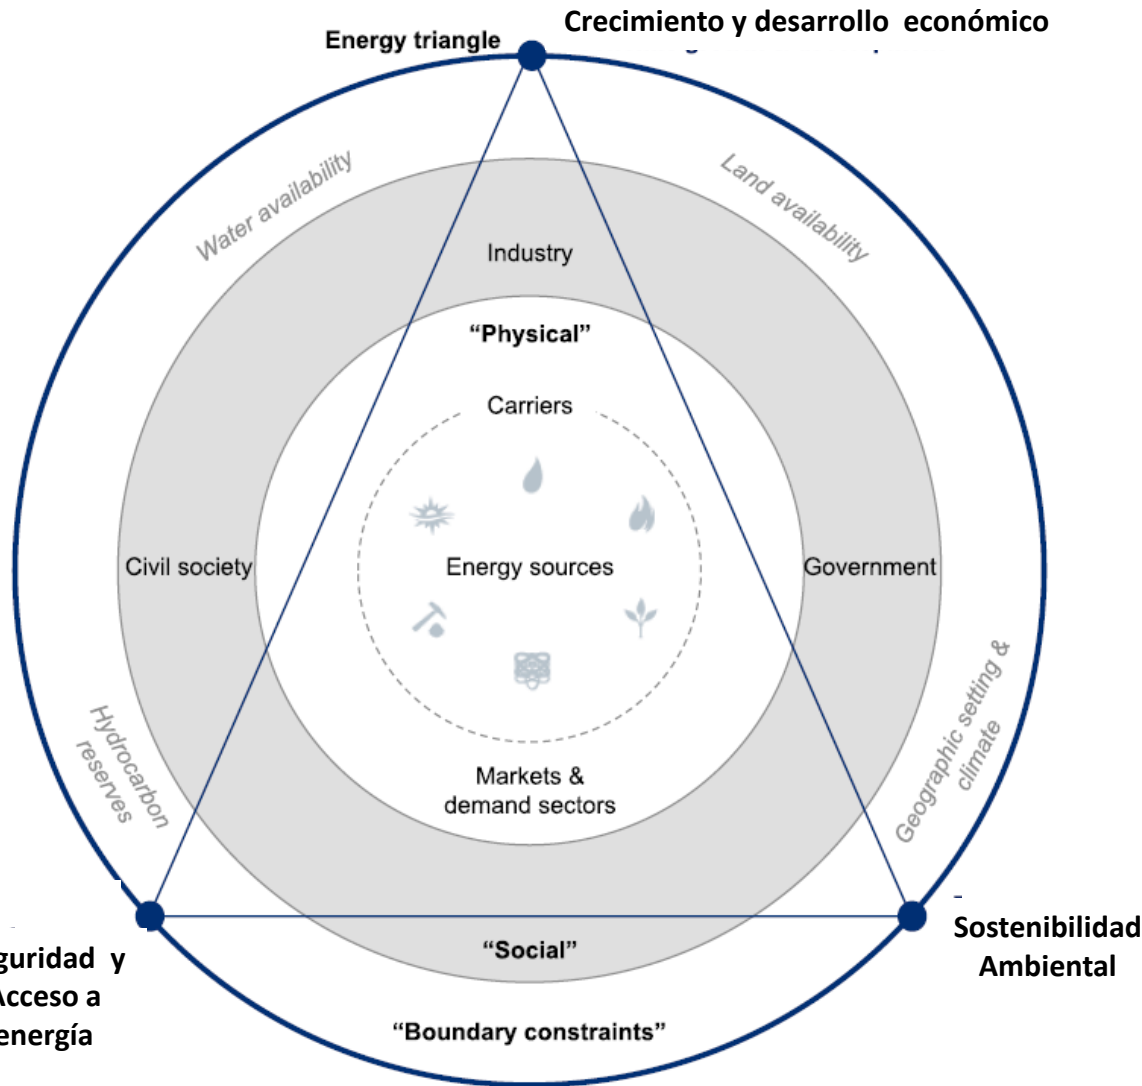 Crecimiento y desarrollo económico
Energy triangle
Water availability
Land availability
Industry
“Physical”
Carriers
Civil society
Energy sources
Government
Hydrocarbon
reserves
Geographic setting &
climate
Markets &
demand sectors
“Social”
guridad y
Acceso a
energía
Sostenibilidad
Ambiental
“Boundary constraints”